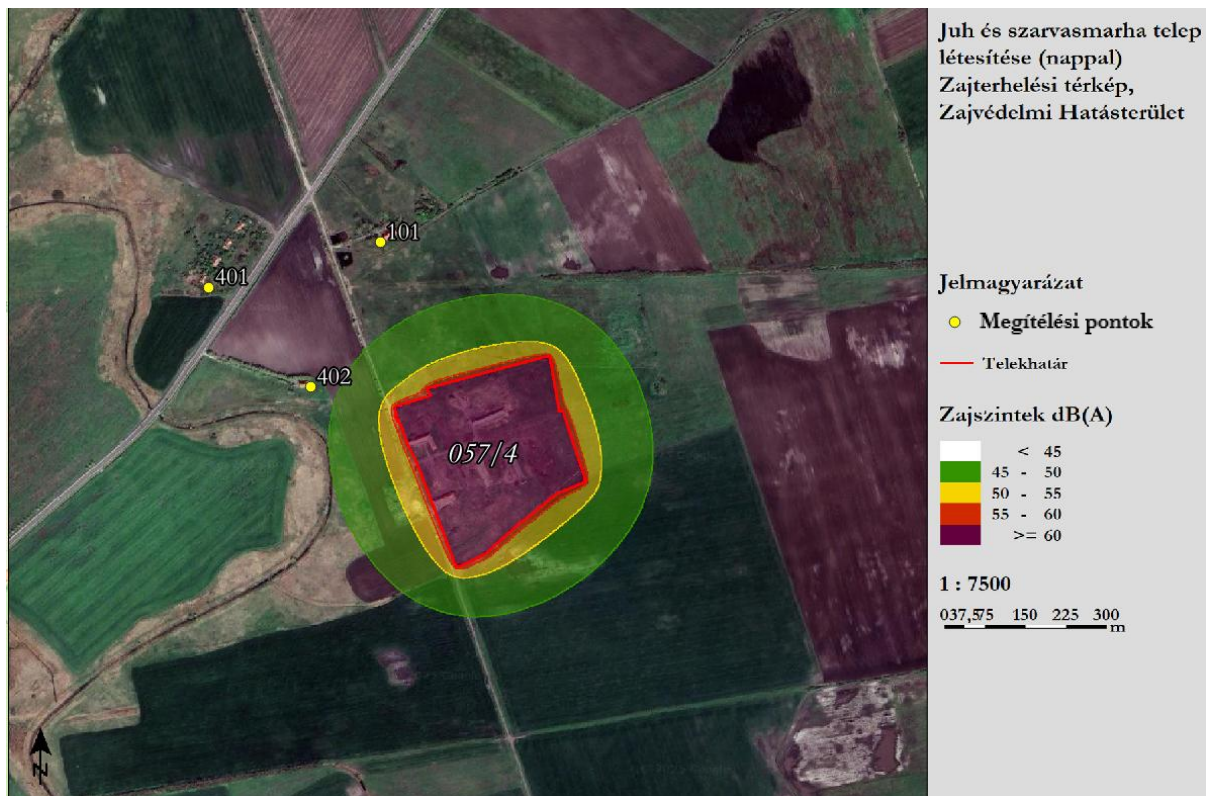 Juh és szarvasmarha telep
létesítése (nappal)
Zajterhelési térkép,
Zajvédelmi Hatásterület
101
401
402
057/4
Jelmagyarázat
Megítélési pontok
Telekhatár
Zajszintek dB(A)
< 45
45 - 50
50 - 55
55 - 60
>= 60
1 : 7500
037,575 150 225 300
m
N